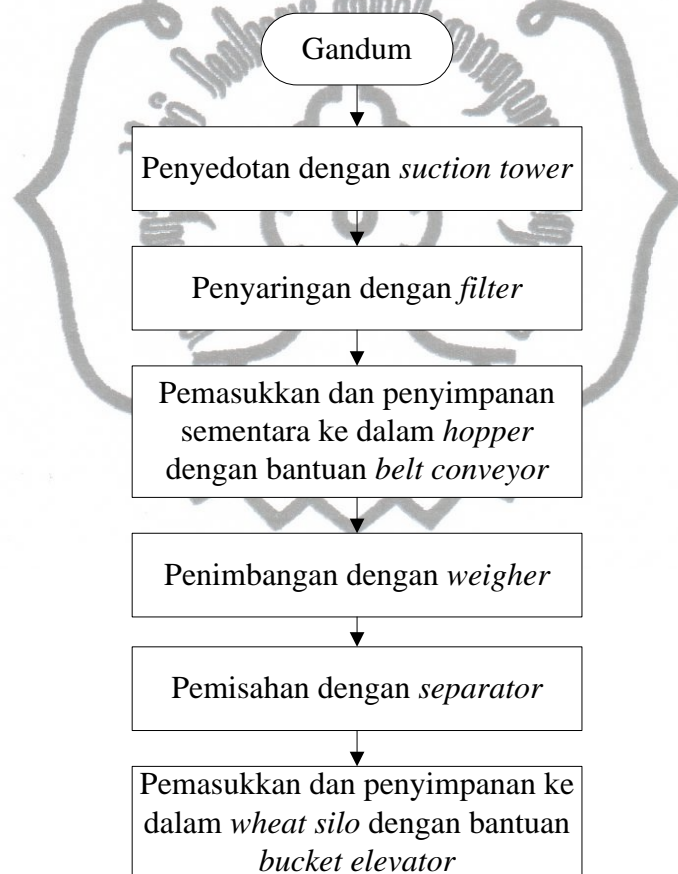 Gandum
Penyedotan dengan suction tower
Penyaringan dengan filter
Pemasukkan dan penyimpanan
sementara ke dalam hopper
dengan bantuan belt conveyor
Penimbangan dengan weigher
Pemisahan dengan separator
Pemasukkan dan penyimpanan ke
dalam wheat silo dengan bantuan
bucket elevator